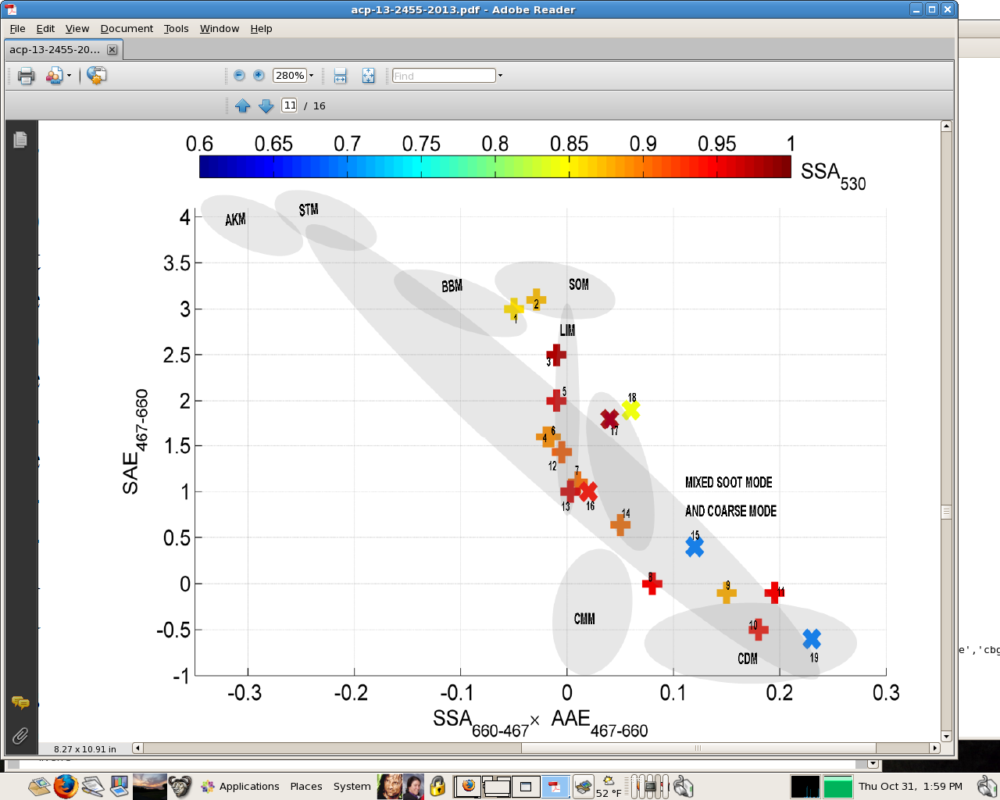 acp-13-2455-2013.pdf - Adobe Reader
File Edit View Document Tools Window Help
acp-13-2455-20...
280%
Find
11 / 16
0.6 0.65 0.7 0.75 0.8 0.85 0.9 0.95 1
SSA530
AKM
STM
BBM
SOM
LIM
MIXED SOOT MODE
AND COARSE MODE
CMM
CDM
1
2
3
5
6
4
12
7
13
16
14
17
18
15
8
9
11
10
19
4
3.5
3
2.5
2
1.5
1
0.5
0
-0.5
-1
SAE467-660
-0.3 -0.2 -0.1 0 0.1 0.2 0.3
SSA660-467× AAE467-660
e','cbg
8.27 x 10.91 in
Applications Places System
52 °F
Thu Oct 31, 1:59 PM